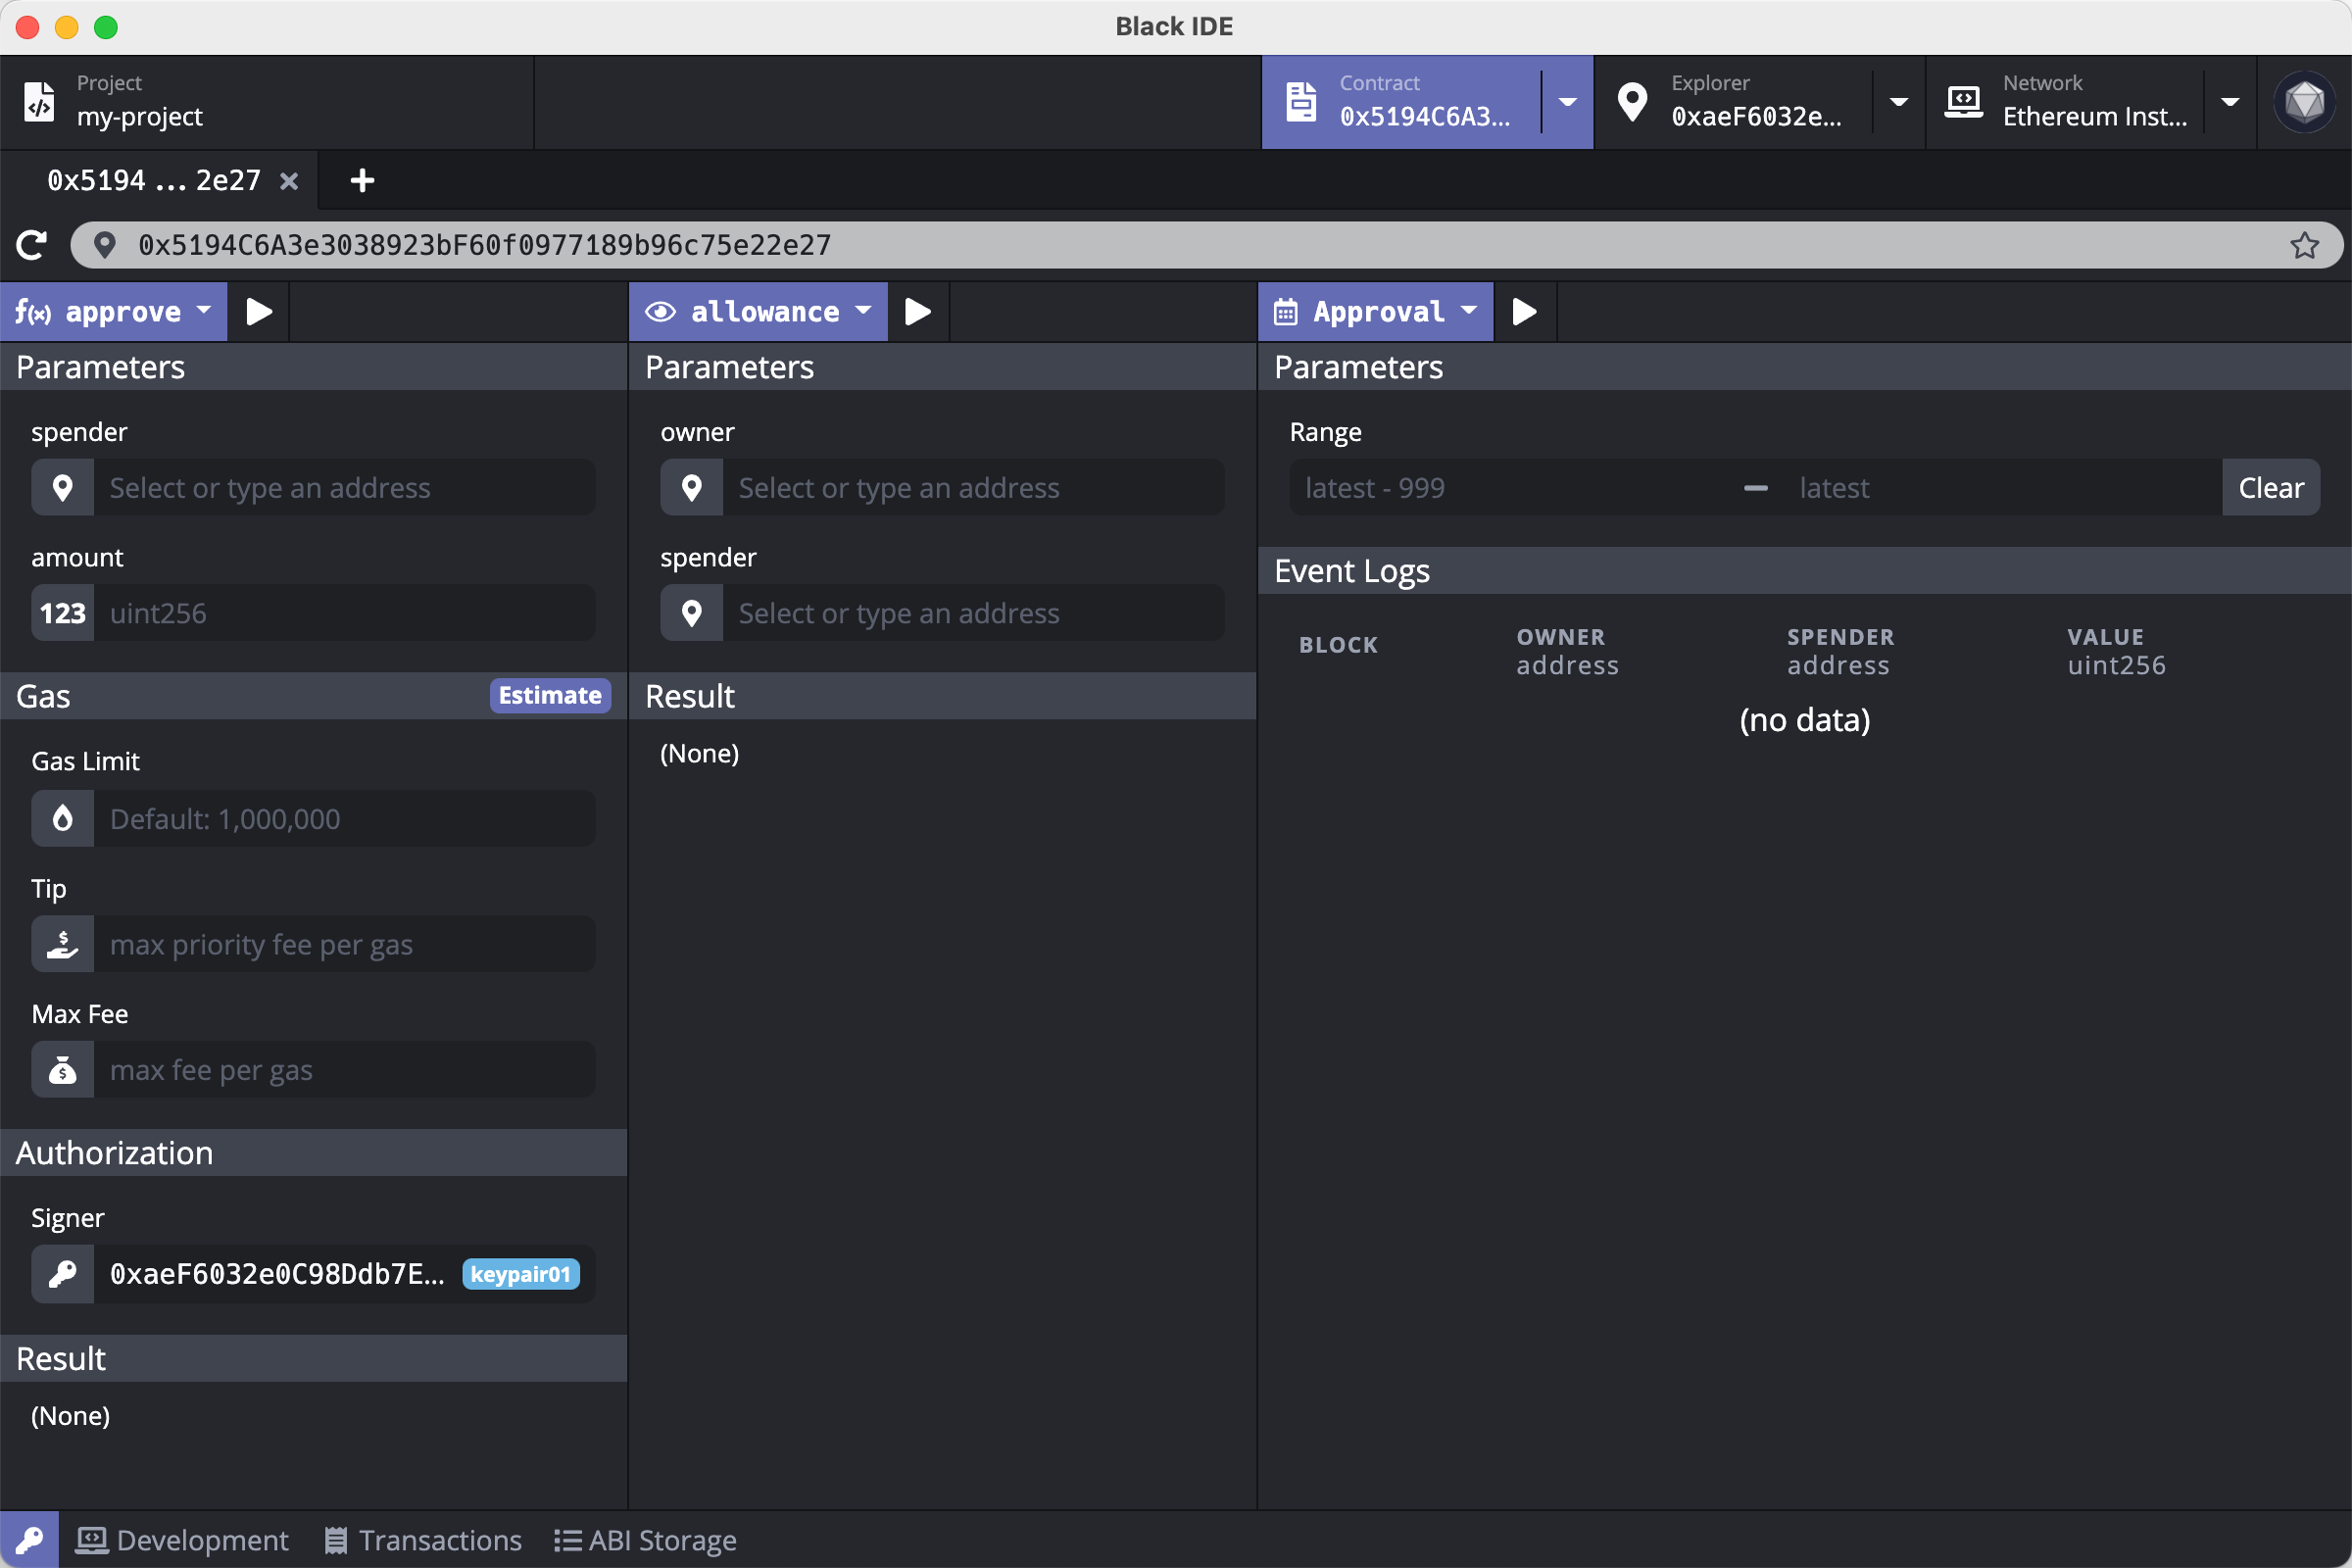 Black IDE
Project
my-project
Contract
0x5194C6A3...
Explorer
0xaeF6032e...
Network
Ethereum Inst...
0x5194 ... 2e27
0x5194C6A3e3038923bF60f0977189b96c75e22e27
f(x) approve
allowance
Approval
Parameters
spender
Select or type an address
amount
123 uint256
Gas
Estimate
Gas Limit
Default: 1,000,000
Tip
max priority fee per gas
Max Fee
max fee per gas
Authorization
Signer
0xaeF6032e0C98Ddb7E... keypair01
Result
(None)
Parameters
owner
Select or type an address
spender
Select or type an address
Result
(None)
Parameters
Range
latest - 999 — latest Clear
Event Logs
BLOCK
OWNER
address
SPENDER
address
VALUE
uint256
(no data)
Development
Transactions
ABI Storage